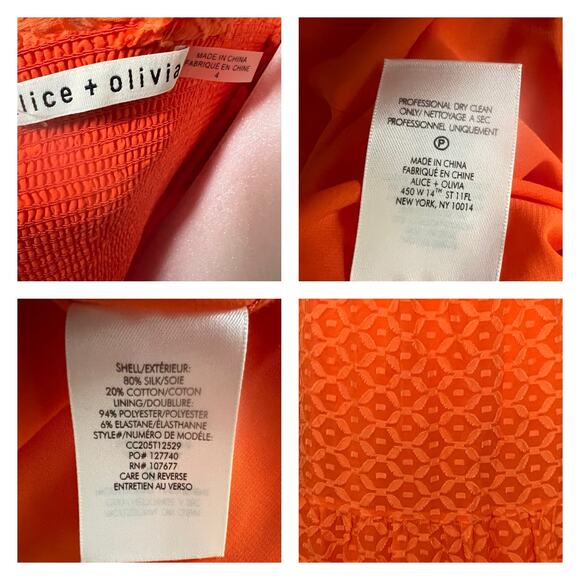 lice + olivia
MADE IN CHINA
FABRIQUÉ EN CHINE
4
PROFESSIONAL DRY CLEAN
ONLY/ NETTOYAGE A SEC
PROFESSIONNEL UNIQUEMENT
P
MADE IN CHINA
FABRIQUÉ EN CHINE
ALICE + OLIVIA
450 W 14TH ST 11FL
NEW YORK, NY 10014
SHELL/EXTÉRIEUR:
80% SILK/SOIE
20% COTTON/COTON
LINING/DOUBLURE:
94% POLYESTER/POLYESTER
6% ELASTANE/ÉLASTHANNE
STYLE#/NUMÉRO DE MODÈLE:
CC205T12529
PO# 127740
RN# 107677
CARE ON REVERSE
ENTRETIEN AU VERSO